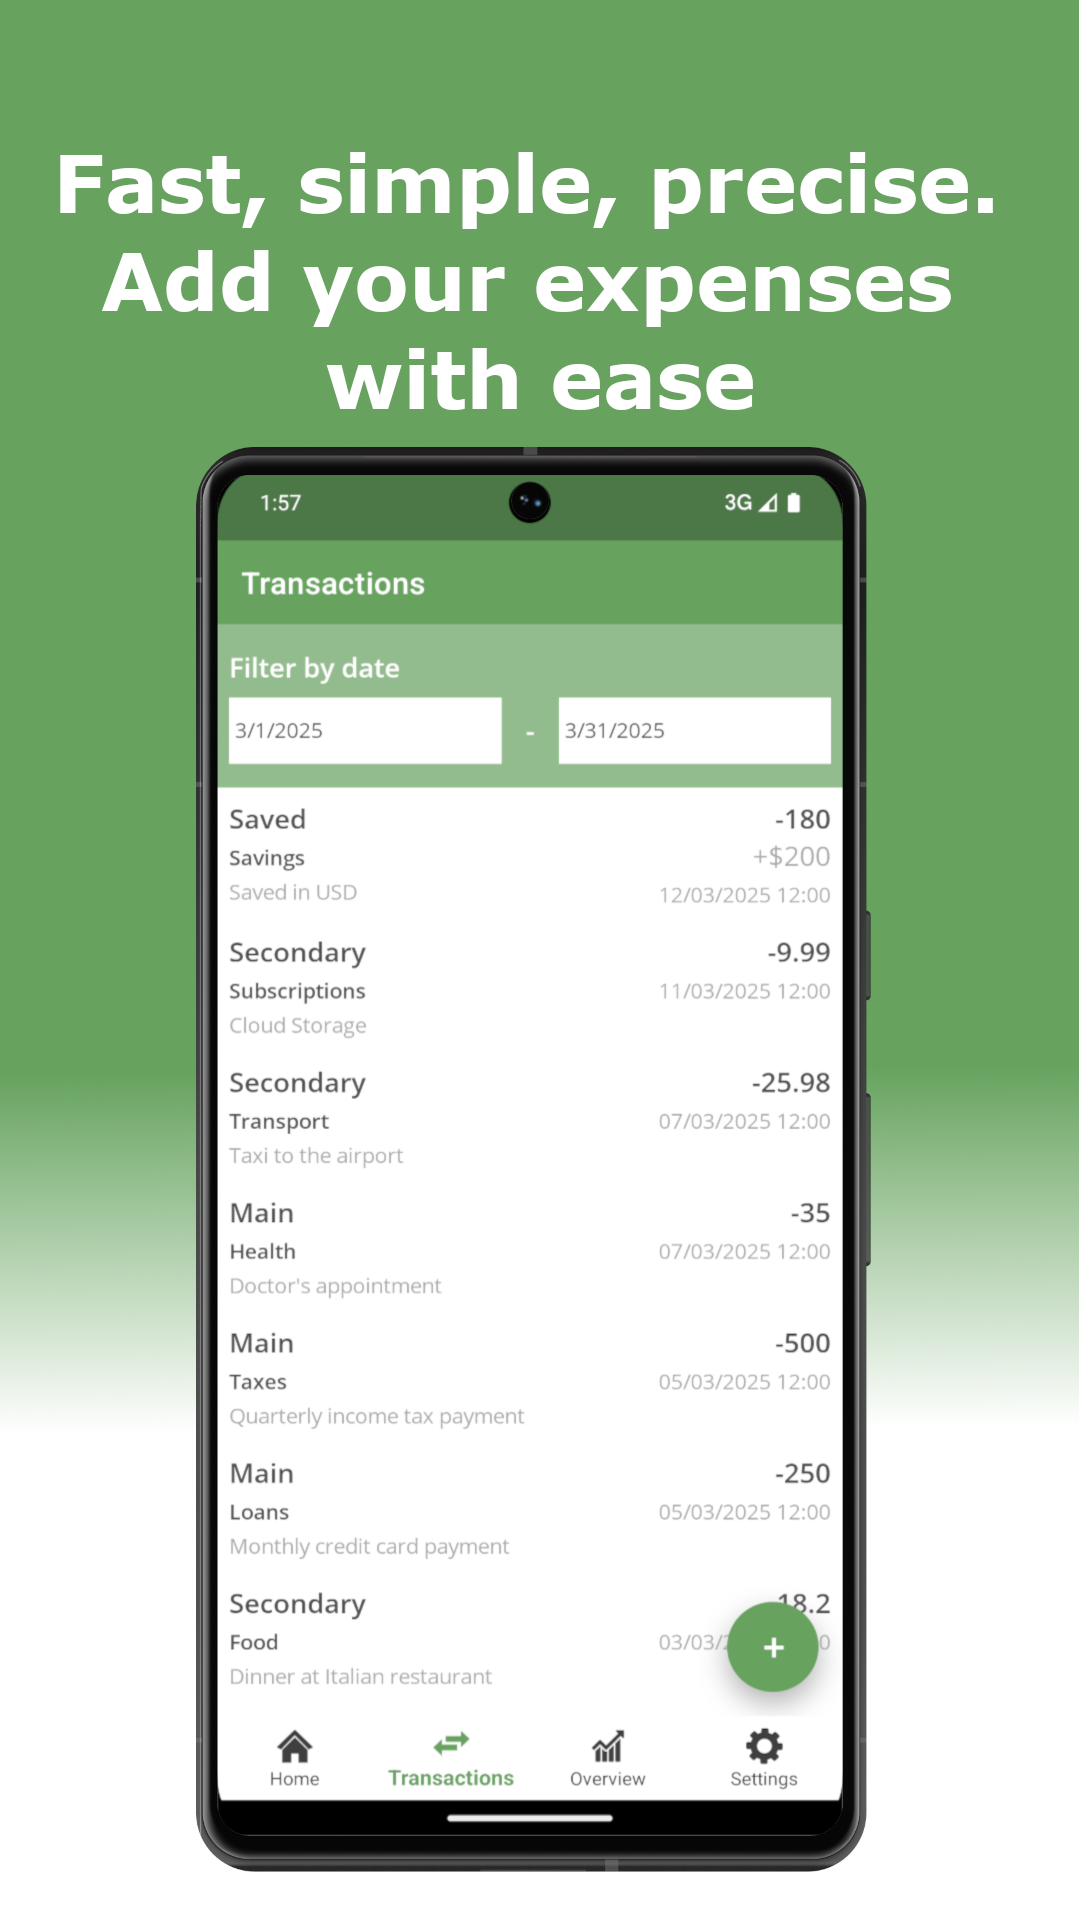 Fast, simple, precise.
Add your expenses
with ease
1:57
3G
Transactions
Filter by date
3/1/2025 - 3/31/2025
Saved -180
Savings +$200
Saved in USD 12/03/2025 12:00
Secondary -9.99
Subscriptions 11/03/2025 12:00
Cloud Storage
Secondary -25.98
Transport 07/03/2025 12:00
Taxi to the airport
Main -35
Health 07/03/2025 12:00
Doctor's appointment
Main -500
Taxes 05/03/2025 12:00
Quarterly income tax payment
Main -250
Loans 05/03/2025 12:00
Monthly credit card payment
Secondary 18.2
Food 03/03/
Dinner at Italian restaurant
+
Home Transactions Overview Settings